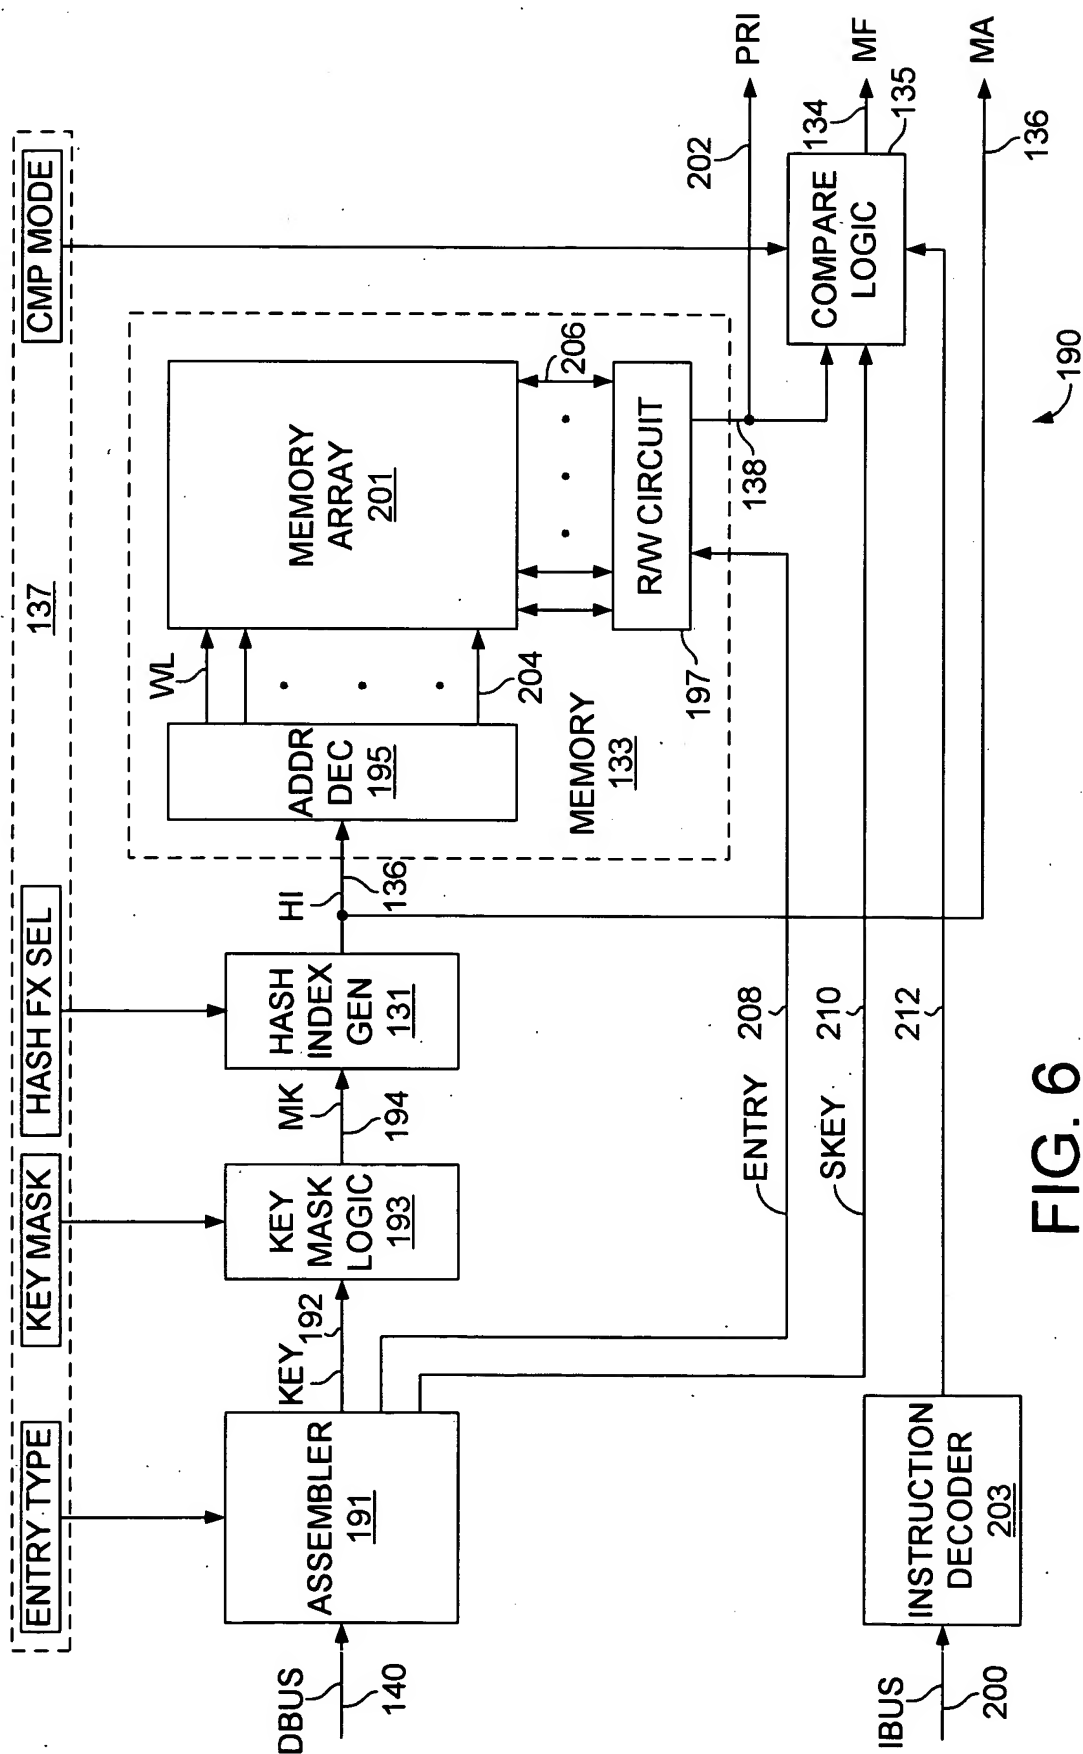 137
ENTRY TYPE
KEY MASK
HASH FX SEL
CMP MODE
DBUS
140
ASSEMBLER
191
KEY
192
KEY
MASK
LOGIC
193
MK
194
HASH
INDEX
GEN
131
HI
136
ADDR
DEC
195
WL
204
MEMORY
ARRAY
201
206
MEMORY
133
R/W CIRCUIT
197
138
202
PRI
COMPARE
LOGIC
134
MF
135
MA
136
ENTRY
208
SKEY
210
212
IBUS
200
INSTRUCTION
DECODER
203
190
FIG. 6